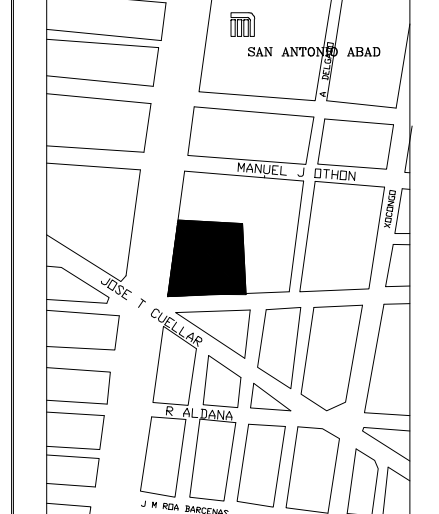 SAN ANTONIO ABAD
A DELGADO
MANUEL J OTHON
XOCONGO
JOSE T CUELLAR
R ALDANA
J M ROA BARCENAS